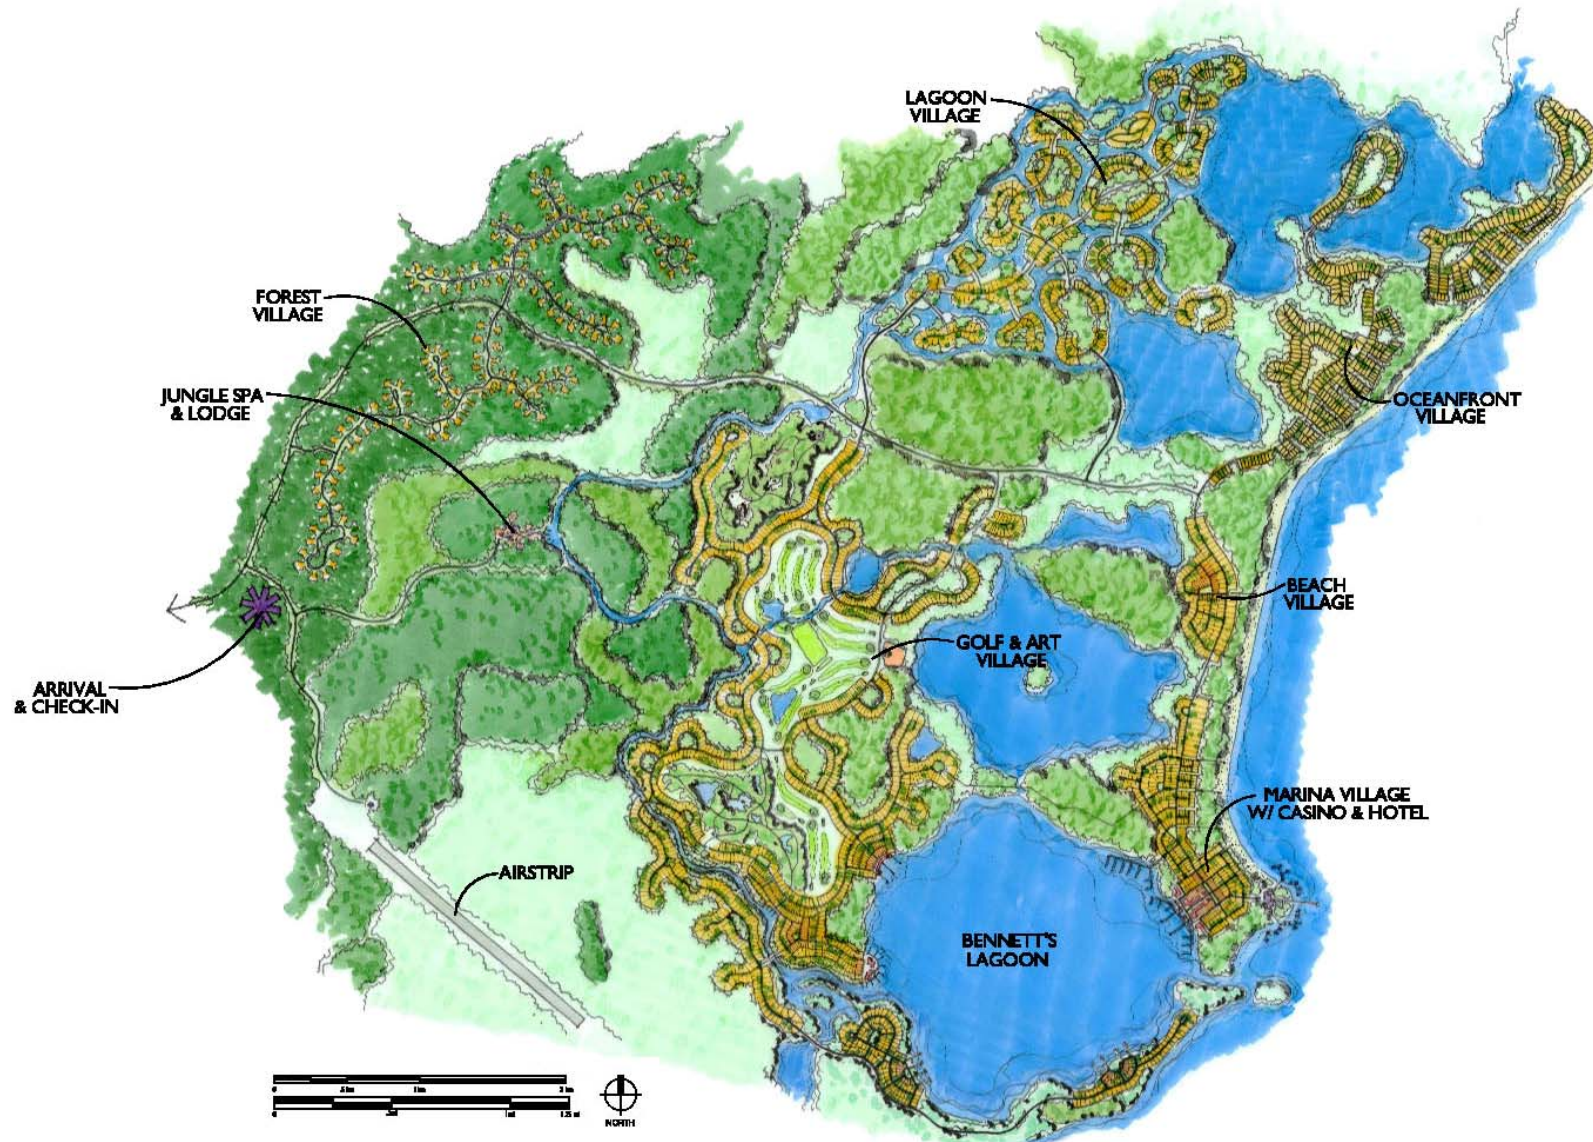 LAGOON
VILLAGE
FOREST
VILLAGE
JUNGLE SPA
& LODGE
OCEANFRONT
VILLAGE
BEACH
VILLAGE
GOLF & ART
VILLAGE
ARRIVAL
& CHECK-IN
MARINA VILLAGE
W/ CASINO & HOTEL
AIRSTRIP
BENNETT'S
LAGOON
NORTH